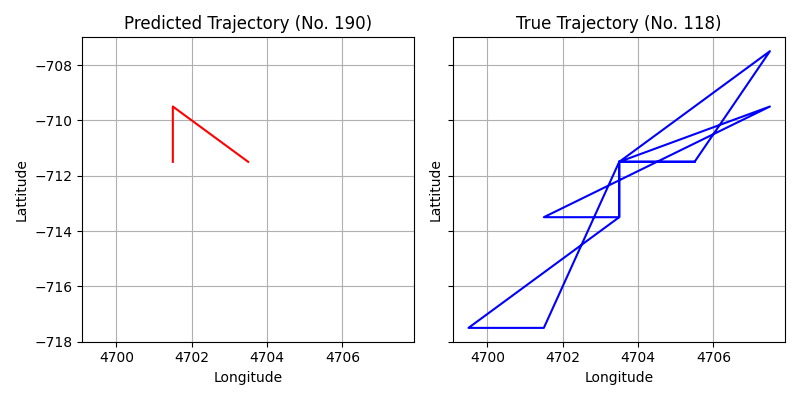 Predicted Trajectory (No. 190)
True Trajectory (No. 118)
−708
−710
−712
−714
−716
−718
Lattitude
Lattitude
4700 4702 4704 4706
4700 4702 4704 4706
Longitude
Longitude